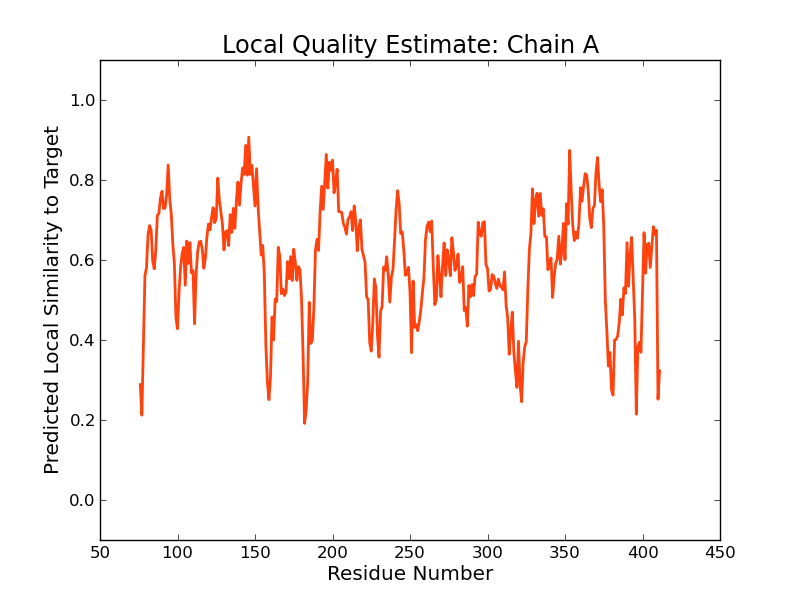 Local Quality Estimate: Chain A
Predicted Local Similarity to Target
1.0
0.8
0.6
0.4
0.2
0.0
50 100 150 200 250 300 350 400 450
Residue Number